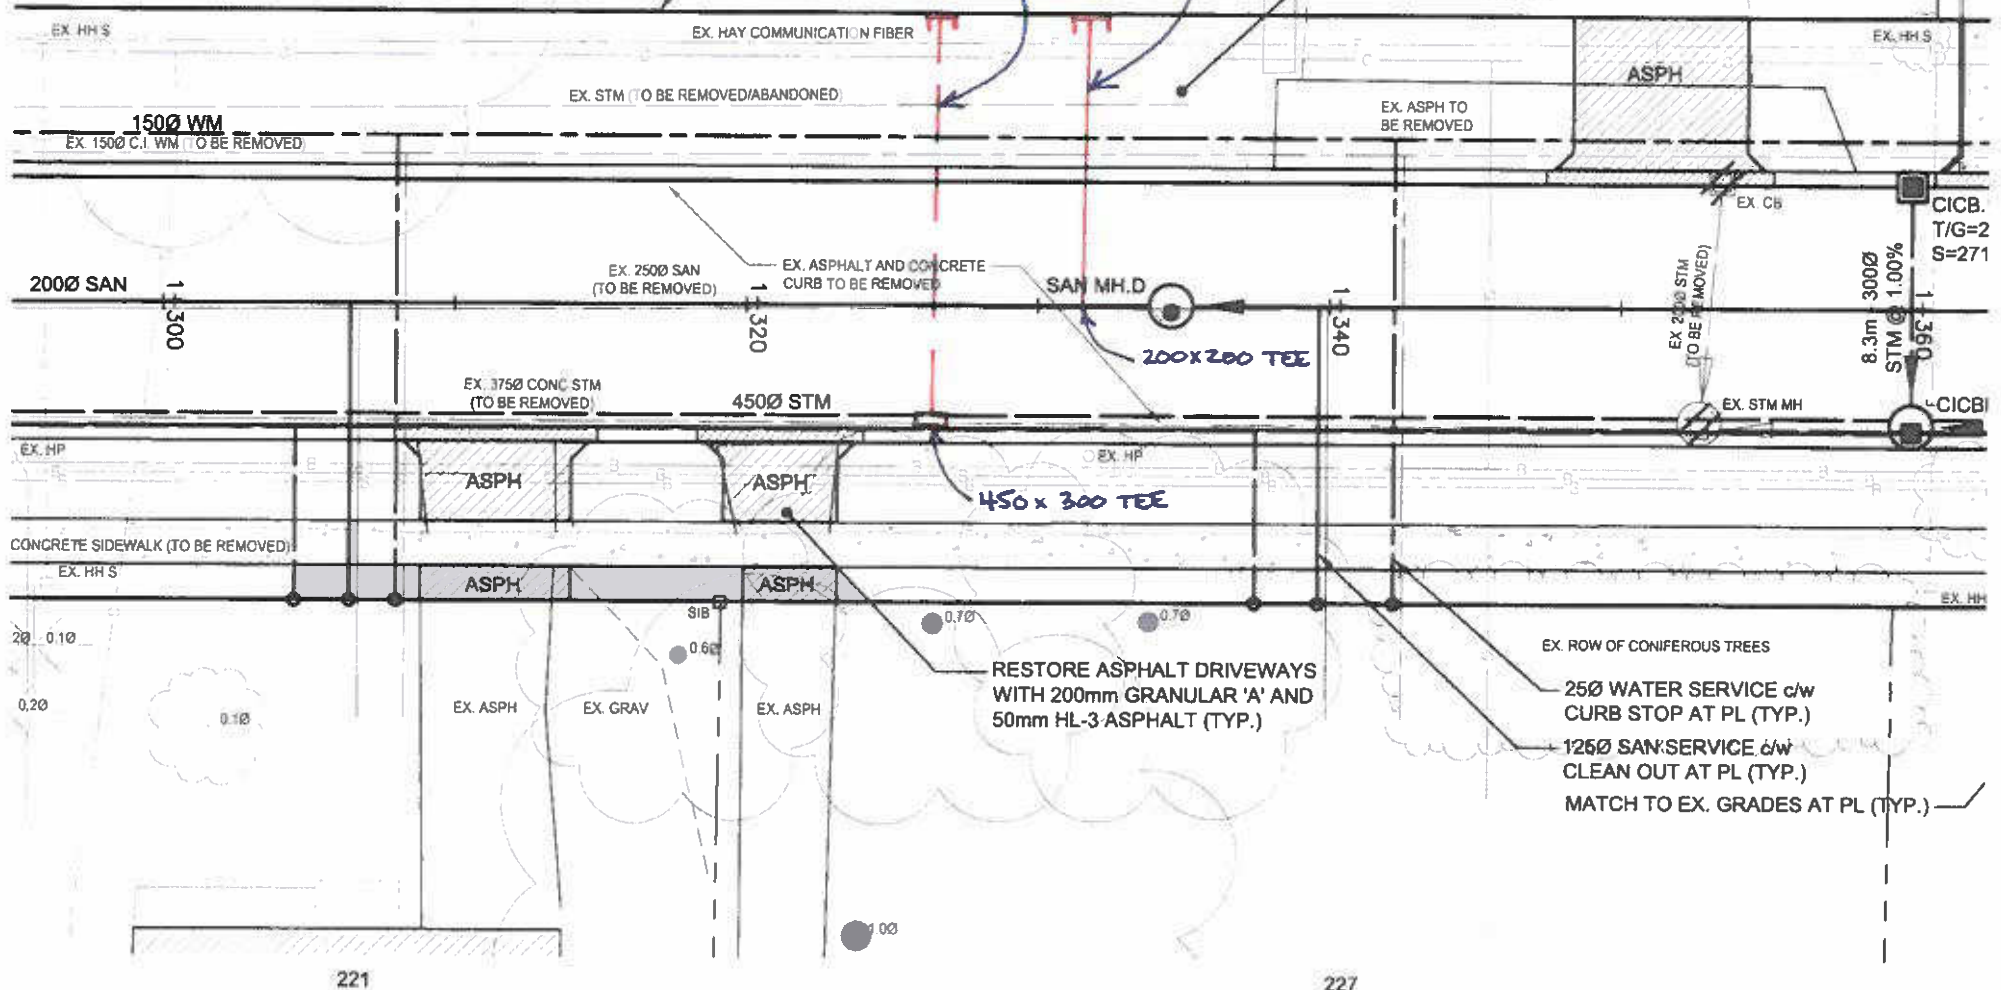 EX. HH S
EX. HAY COMMUNICATION FIBER
EX. HH S
ASPH
EX. STM (TO BE REMOVED/ABANDONED)
EX. ASPH TO
BE REMOVED
150Ø WM
EX. 150Ø C.I. WM (TO BE REMOVED)
EX. CB
CICB.
T/G=2
S=271
200Ø SAN
EX. 250Ø SAN
(TO BE REMOVED)
EX. ASPHALT AND CONCRETE
CURB TO BE REMOVED
SAN MH.D
1+300
1+320
1+340
1+360
EX. 200Ø STM
(TO BE REMOVED)
8.3m - 300Ø
STM @ 1.00%
200X200 TEE
EX. 375Ø CONC STM
(TO BE REMOVED)
450Ø STM
EX. STM MH
CICB
EX. HP
EX. HP
ASPH
ASPH
450 x 300 TEE
CONCRETE SIDEWALK (TO BE REMOVED)
EX. HH S
ASPH
ASPH
EX. HH
SIB
0.7Ø
0.7Ø
0.6Ø
2Ø 0.1Ø
EX. ROW OF CONIFEROUS TREES
RESTORE ASPHALT DRIVEWAYS
WITH 200mm GRANULAR 'A' AND
50mm HL-3 ASPHALT (TYP.)
25Ø WATER SERVICE c/w
CURB STOP AT PL (TYP.)
0.2Ø
0.1Ø
EX. ASPH
EX. GRAV
EX. ASPH
125Ø SAN SERVICE c/w
CLEAN OUT AT PL (TYP.)
MATCH TO EX. GRADES AT PL (TYP.)
1.0Ø
221
227